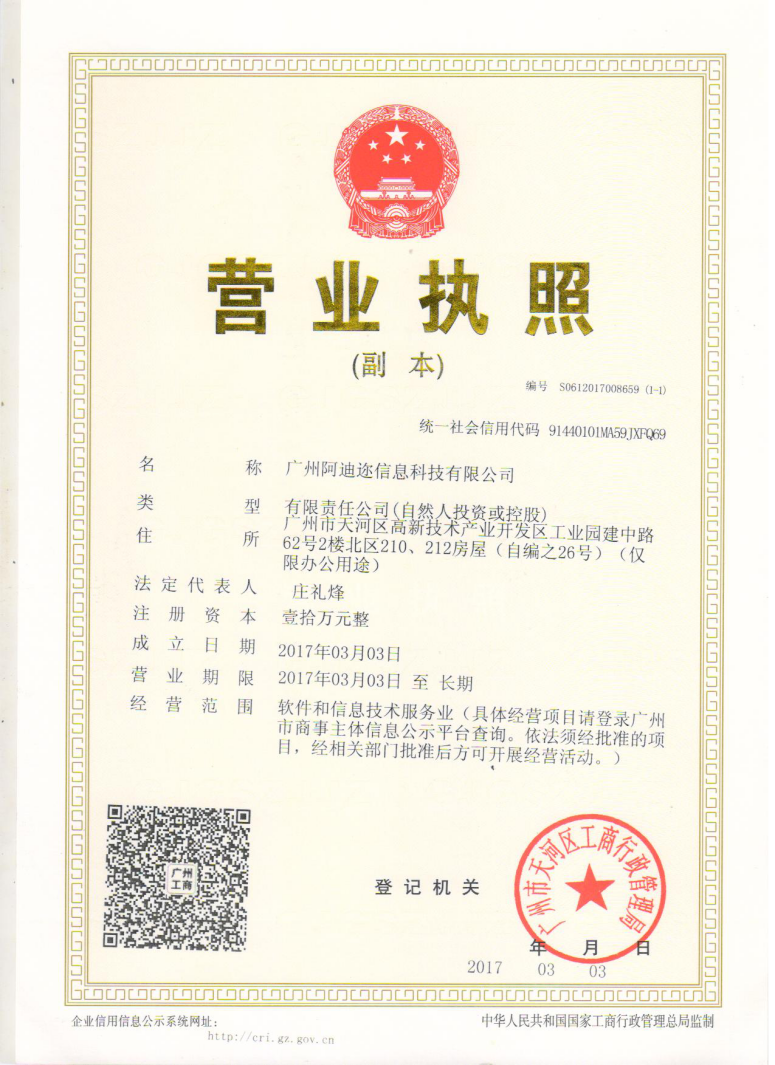 营业执照
(副 本)
编号 S0612017008659 (1-1)
统一社会信用代码 91440101MA59JXFQ69
名 称 广州阿迪迩信息科技有限公司
类 型 有限责任公司(自然人投资或控股)
住 所 广州市天河区高新技术产业开发区工业园建中路
62号2楼北区210、212房屋（自编之26号）（仅
限办公用途）
法定代表人 庄礼烽
注册资本 壹拾万元整
成立日期 2017年03月03日
营业期限 2017年03月03日 至 长期
经营范围 软件和信息技术服务业（具体经营项目请登录广州
市商事主体信息公示平台查询。依法须经批准的项
目，经相关部门批准后方可开展经营活动。）
广州
工商
登记机关
广州市天河区工商行政管理局
年 月 日
2017 03 03
企业信用信息公示系统网址：
http://cri.gz.gov.cn
中华人民共和国国家工商行政管理总局监制